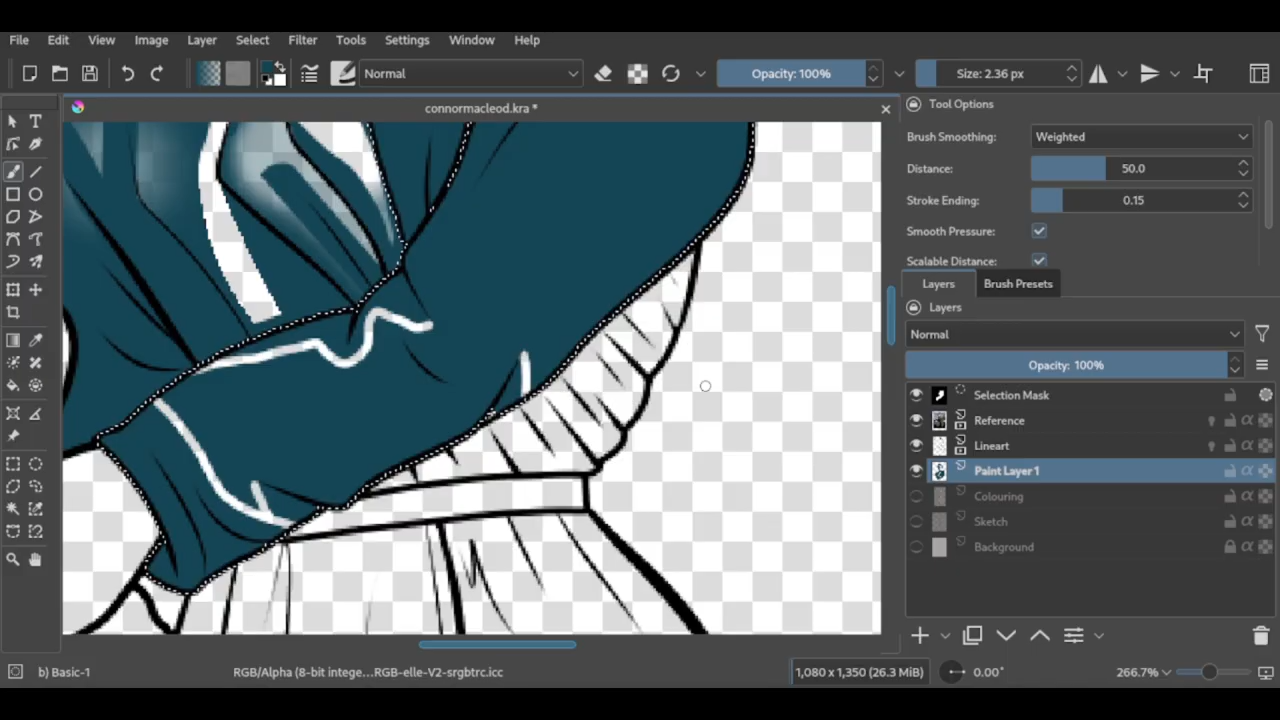 File Edit View Image Layer Select Filter Tools Settings Window Help
Normal
Opacity: 100%
Size: 2.36 px
connormacleod.kra *
Tool Options
Brush Smoothing: Weighted
Distance: 50.0
Stroke Ending: 0.15
Smooth Pressure:
Scalable Distance:
Layers Brush Presets
Layers
Normal
Opacity: 100%
Selection Mask
Reference
Lineart
Paint Layer 1
Colouring
Sketch
Background
b) Basic-1
RGB/Alpha (8-bit intege...RGB-elle-V2-srgbtrc.icc
1,080 x 1,350 (26.3 MiB)
0.00°
266.7%